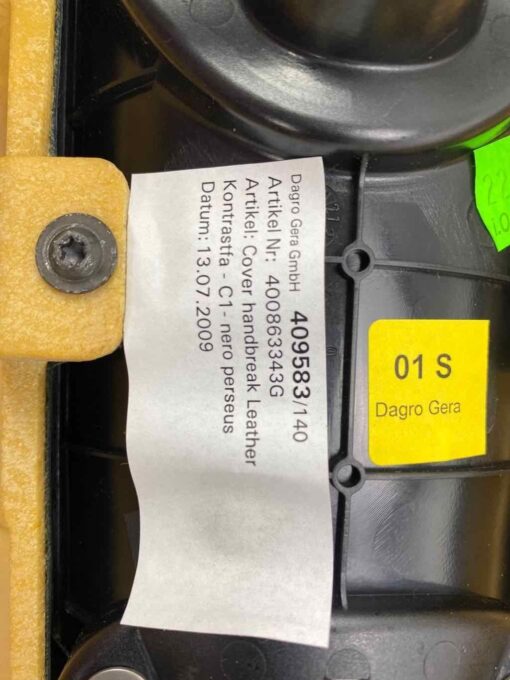 Dagro Gera GmbH 409583/140
Artikel Nr: 400863343G
Artikel: Cover handbreak Leather
Kontrastfa - C1 - nero perseus
Datum: 13.07.2009
01 S
Dagro Gera